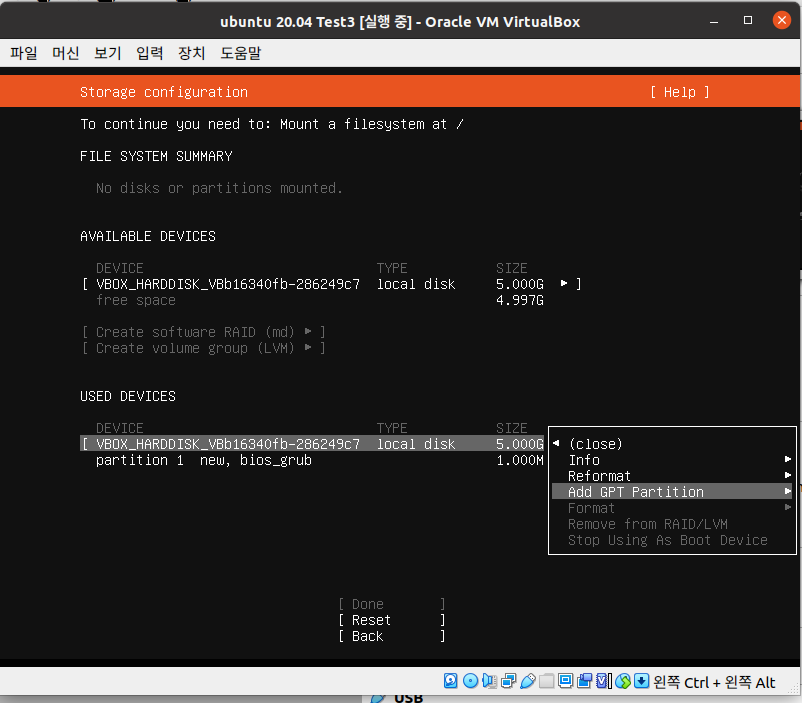 ubuntu 20.04 Test3 [실행 중] - Oracle VM VirtualBox
파일 머신 보기 입력 장치 도움말
Storage configuration [ Help ]
To continue you need to: Mount a filesystem at /
FILE SYSTEM SUMMARY
No disks or partitions mounted.
AVAILABLE DEVICES
DEVICE TYPE SIZE
[ VBOX_HARDDISK_VBb16340fb-286249c7 local disk 5.000G ▸ ]
free space 4.997G
[ Create software RAID (md) ▸ ]
[ Create volume group (LVM) ▸ ]
USED DEVICES
DEVICE TYPE SIZE
[ VBOX_HARDDISK_VBb16340fb-286249c7 local disk 5.000G
partition 1 new, bios_grub 1.000M
◂ (close)
Info ▸
Reformat ▸
Add GPT Partition ▸
Format ▸
Remove from RAID/LVM
Stop Using As Boot Device
[ Done ]
[ Reset ]
[ Back ]
왼쪽 Ctrl + 왼쪽 Alt
USB